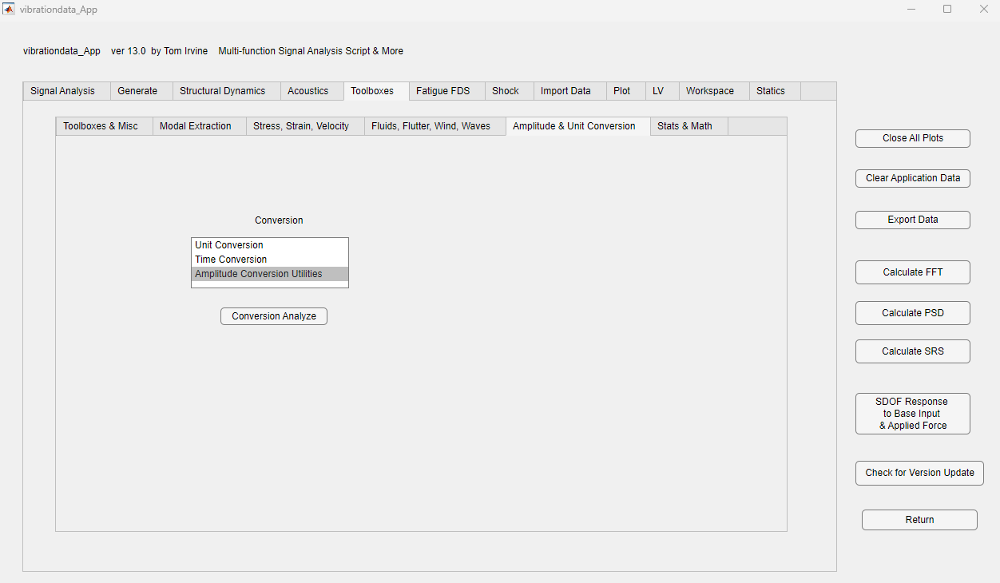 vibrationdata_App
vibrationdata_App ver 13.0 by Tom Irvine Multi-function Signal Analysis Script & More
Signal Analysis Generate Structural Dynamics Acoustics Toolboxes Fatigue FDS Shock Import Data Plot LV Workspace Statics
Toolboxes & Misc Modal Extraction Stress, Strain, Velocity Fluids, Flutter, Wind, Waves Amplitude & Unit Conversion Stats & Math
Conversion
Unit Conversion
Time Conversion
Amplitude Conversion Utilities
Conversion Analyze
Close All Plots
Clear Application Data
Export Data
Calculate FFT
Calculate PSD
Calculate SRS
SDOF Response
to Base Input
& Applied Force
Check for Version Update
Return